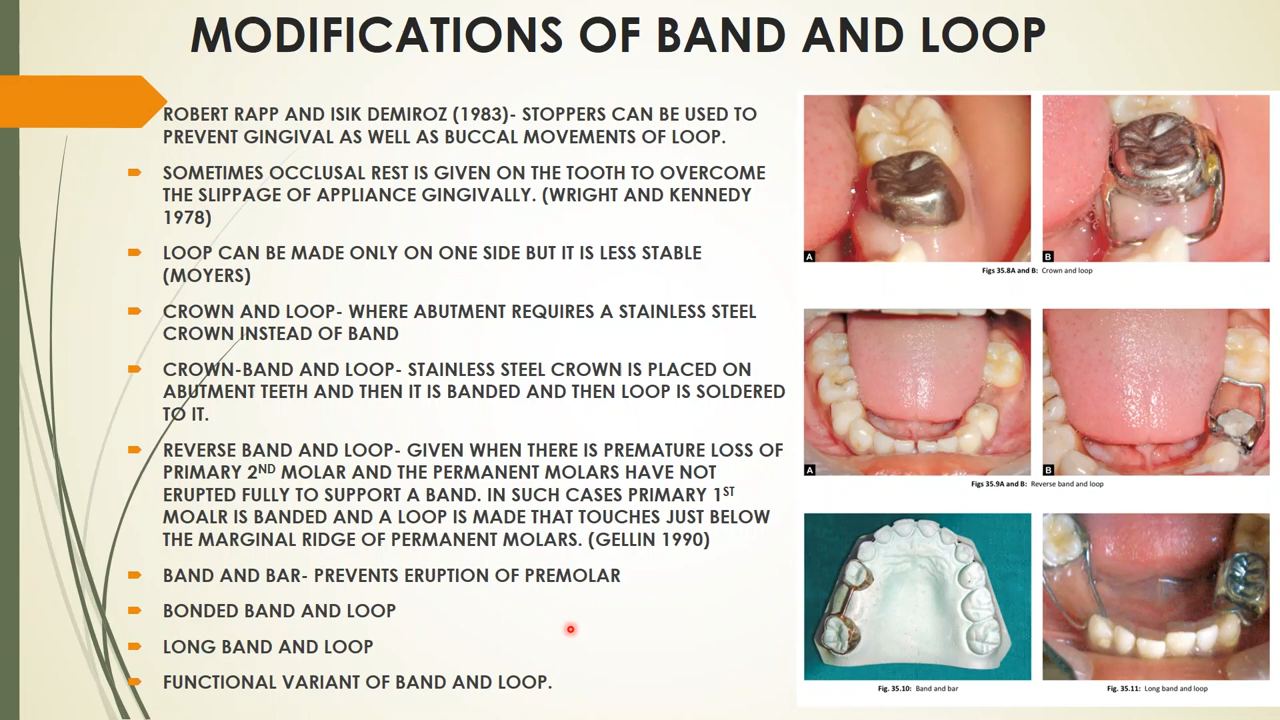 MODIFICATIONS OF BAND AND LOOP
ROBERT RAPP AND ISIK DEMIROZ (1983)- STOPPERS CAN BE USED TO
PREVENT GINGIVAL AS WELL AS BUCCAL MOVEMENTS OF LOOP.
SOMETIMES OCCLUSAL REST IS GIVEN ON THE TOOTH TO OVERCOME
THE SLIPPAGE OF APPLIANCE GINGIVALLY. (WRIGHT AND KENNEDY
1978)
LOOP CAN BE MADE ONLY ON ONE SIDE BUT IT IS LESS STABLE
(MOYERS)
CROWN AND LOOP- WHERE ABUTMENT REQUIRES A STAINLESS STEEL
CROWN INSTEAD OF BAND
CROWN-BAND AND LOOP- STAINLESS STEEL CROWN IS PLACED ON
ABUTMENT TEETH AND THEN IT IS BANDED AND THEN LOOP IS SOLDERED
TO IT.
REVERSE BAND AND LOOP- GIVEN WHEN THERE IS PREMATURE LOSS OF
PRIMARY 2ND MOLAR AND THE PERMANENT MOLARS HAVE NOT
ERUPTED FULLY TO SUPPORT A BAND. IN SUCH CASES PRIMARY 1ST
MOALR IS BANDED AND A LOOP IS MADE THAT TOUCHES JUST BELOW
THE MARGINAL RIDGE OF PERMANENT MOLARS. (GELLIN 1990)
BAND AND BAR- PREVENTS ERUPTION OF PREMOLAR
BONDED BAND AND LOOP
LONG BAND AND LOOP
FUNCTIONAL VARIANT OF BAND AND LOOP.
A
B
Figs 35.8A and B: Crown and loop
A
B
Figs 35.9A and B: Reverse band and loop
Fig. 35.10: Band and bar
Fig. 35.11: Long band and loop